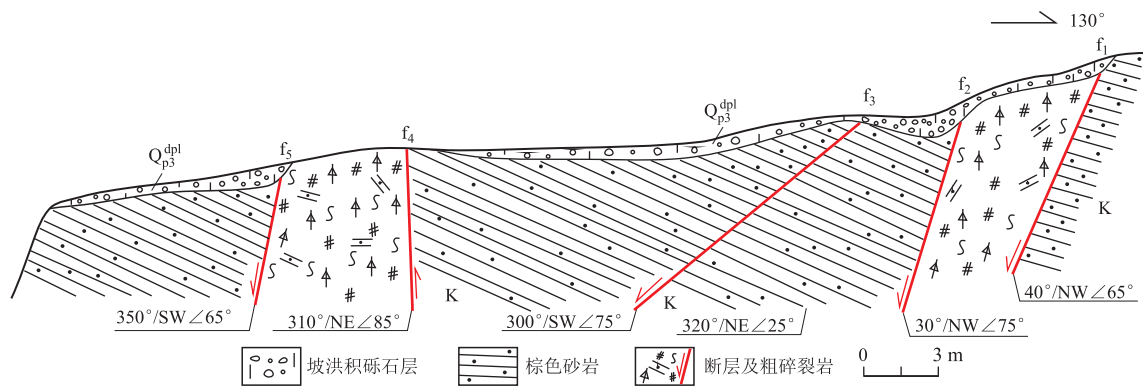 130°
f₁
f₂
f₃
Q_{p3}^{dpl}
f₄
f₅
Q_{p3}^{dpl}
K
K
K
350°/SW∠65°
310°/NE∠85°
300°/SW∠75°
320°/NE∠25°
30°/NW∠75°
40°/NW∠65°
坡洪积砾石层
棕色砂岩
断层及粗碎裂岩
0 3 m